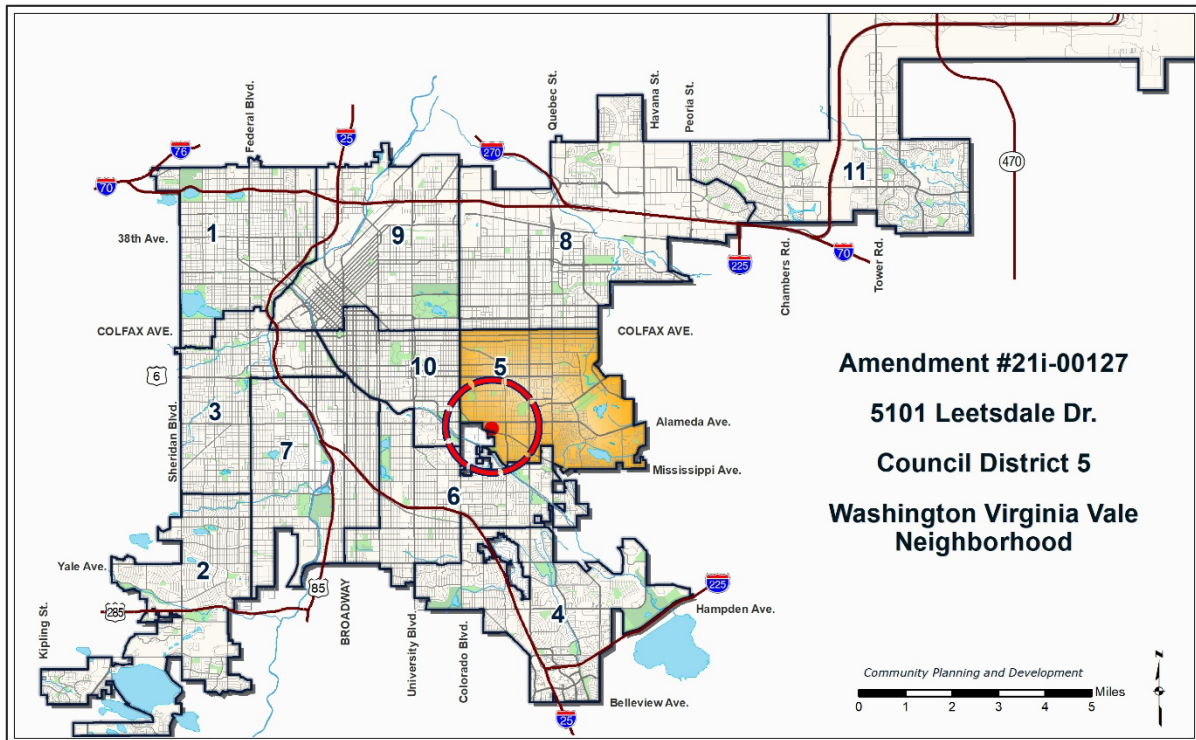 Federal Blvd.
Quebec St.
Havana St.
Peoria St.
76
25
270
70
470
11
1
9
8
38th Ave.
225
Chambers Rd.
70
Tower Rd.
COLFAX AVE.
COLFAX AVE.
6
10
5
3
Sheridan Blvd.
7
Alameda Ave.
Mississippi Ave.
6
Yale Ave.
2
85
BROADWAY
University Blvd.
Colorado Blvd.
4
225
Hampden Ave.
285
Kipling St.
Belleview Ave.
25
Amendment #21i-00127
5101 Leetsdale Dr.
Council District 5
Washington Virginia Vale
Neighborhood
Community Planning and Development
Miles
0 1 2 3 4 5
Z